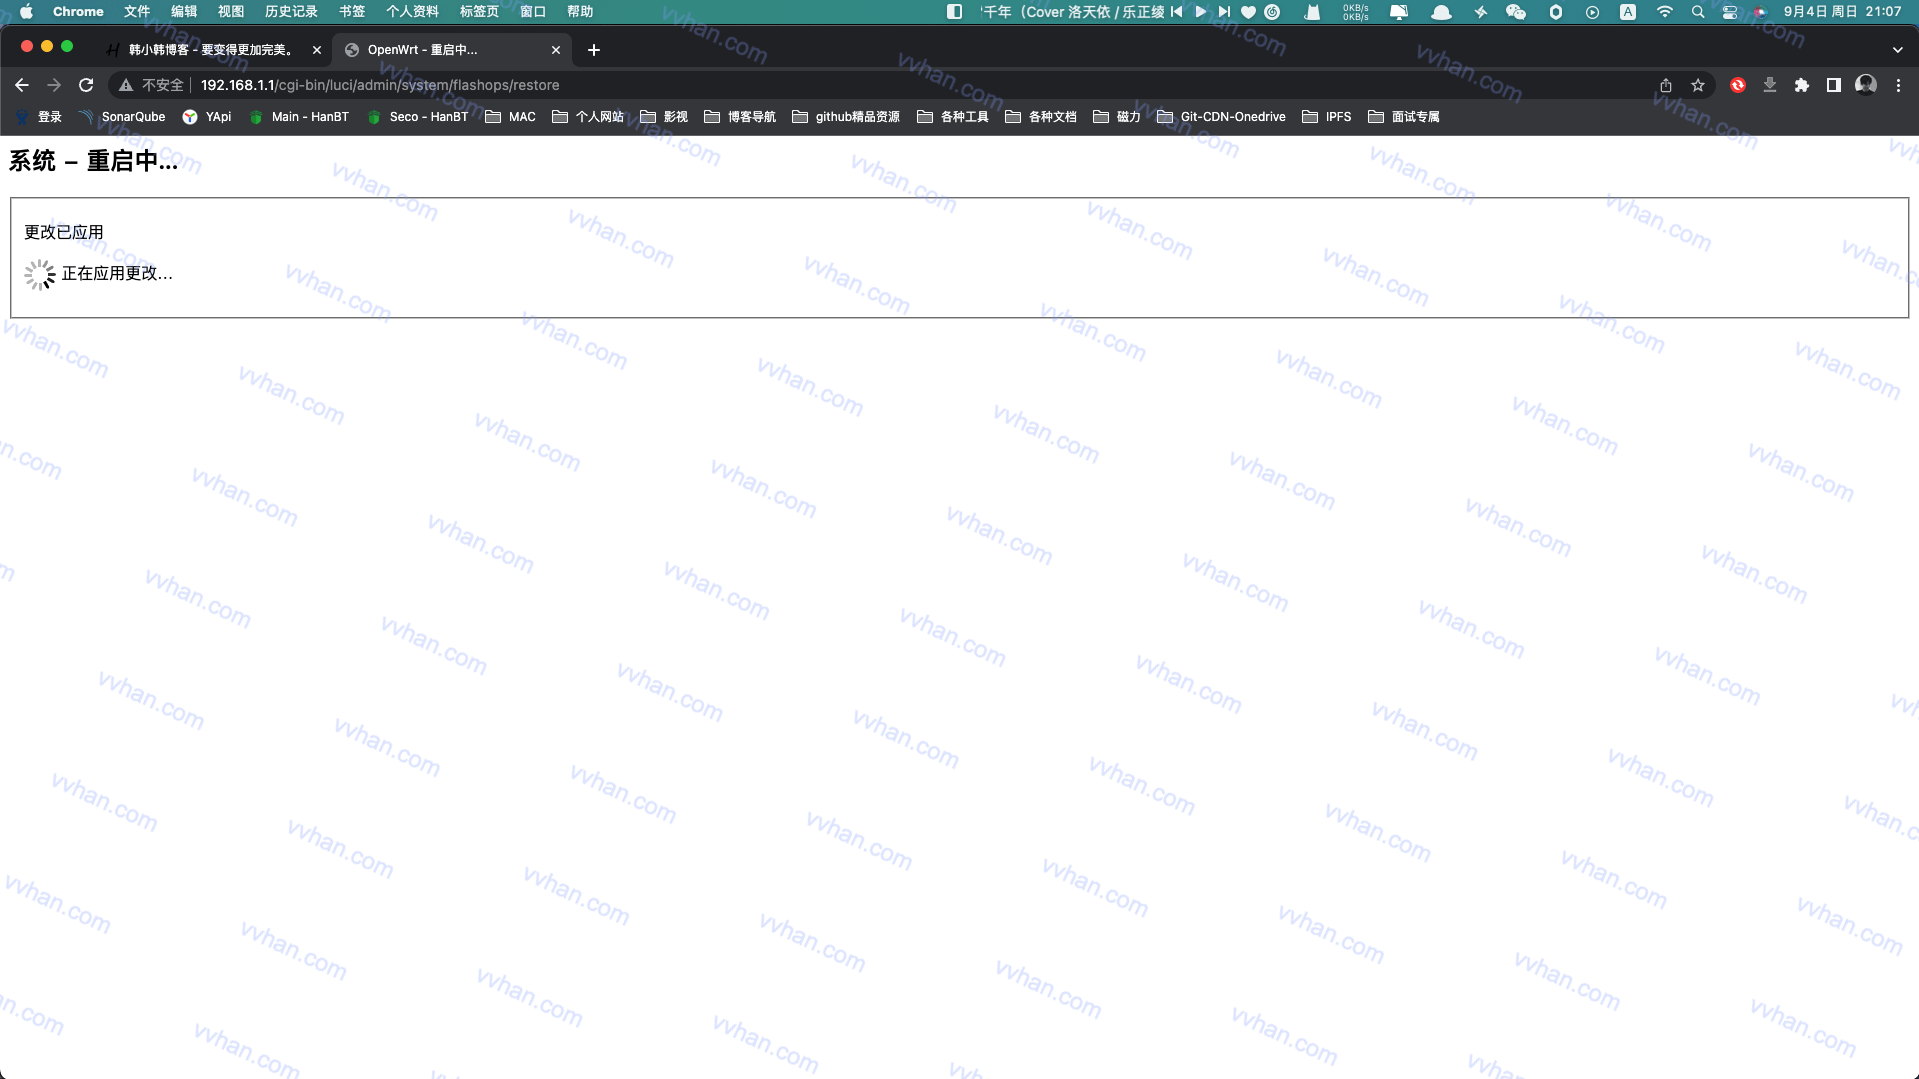 Chrome 文件 编辑 视图 历史记录 书签 个人资料 标签页 窗口 帮助 千年（Cover 洛天依 / 乐正绫 0KB/s 0KB/s A 9月4日 周日 21:07
韩小韩博客 - 要变得更加完美。 OpenWrt - 重启中...
不安全 192.168.1.1/cgi-bin/luci/admin/system/flashops/restore
登录 SonarQube YApi Main - HanBT Seco - HanBT MAC 个人网站 影视 博客导航 github精品资源 各种工具 各种文档 磁力 Git-CDN-Onedrive IPFS 面试专属
系统 – 重启中...
更改已应用
正在应用更改...
vvhan.com